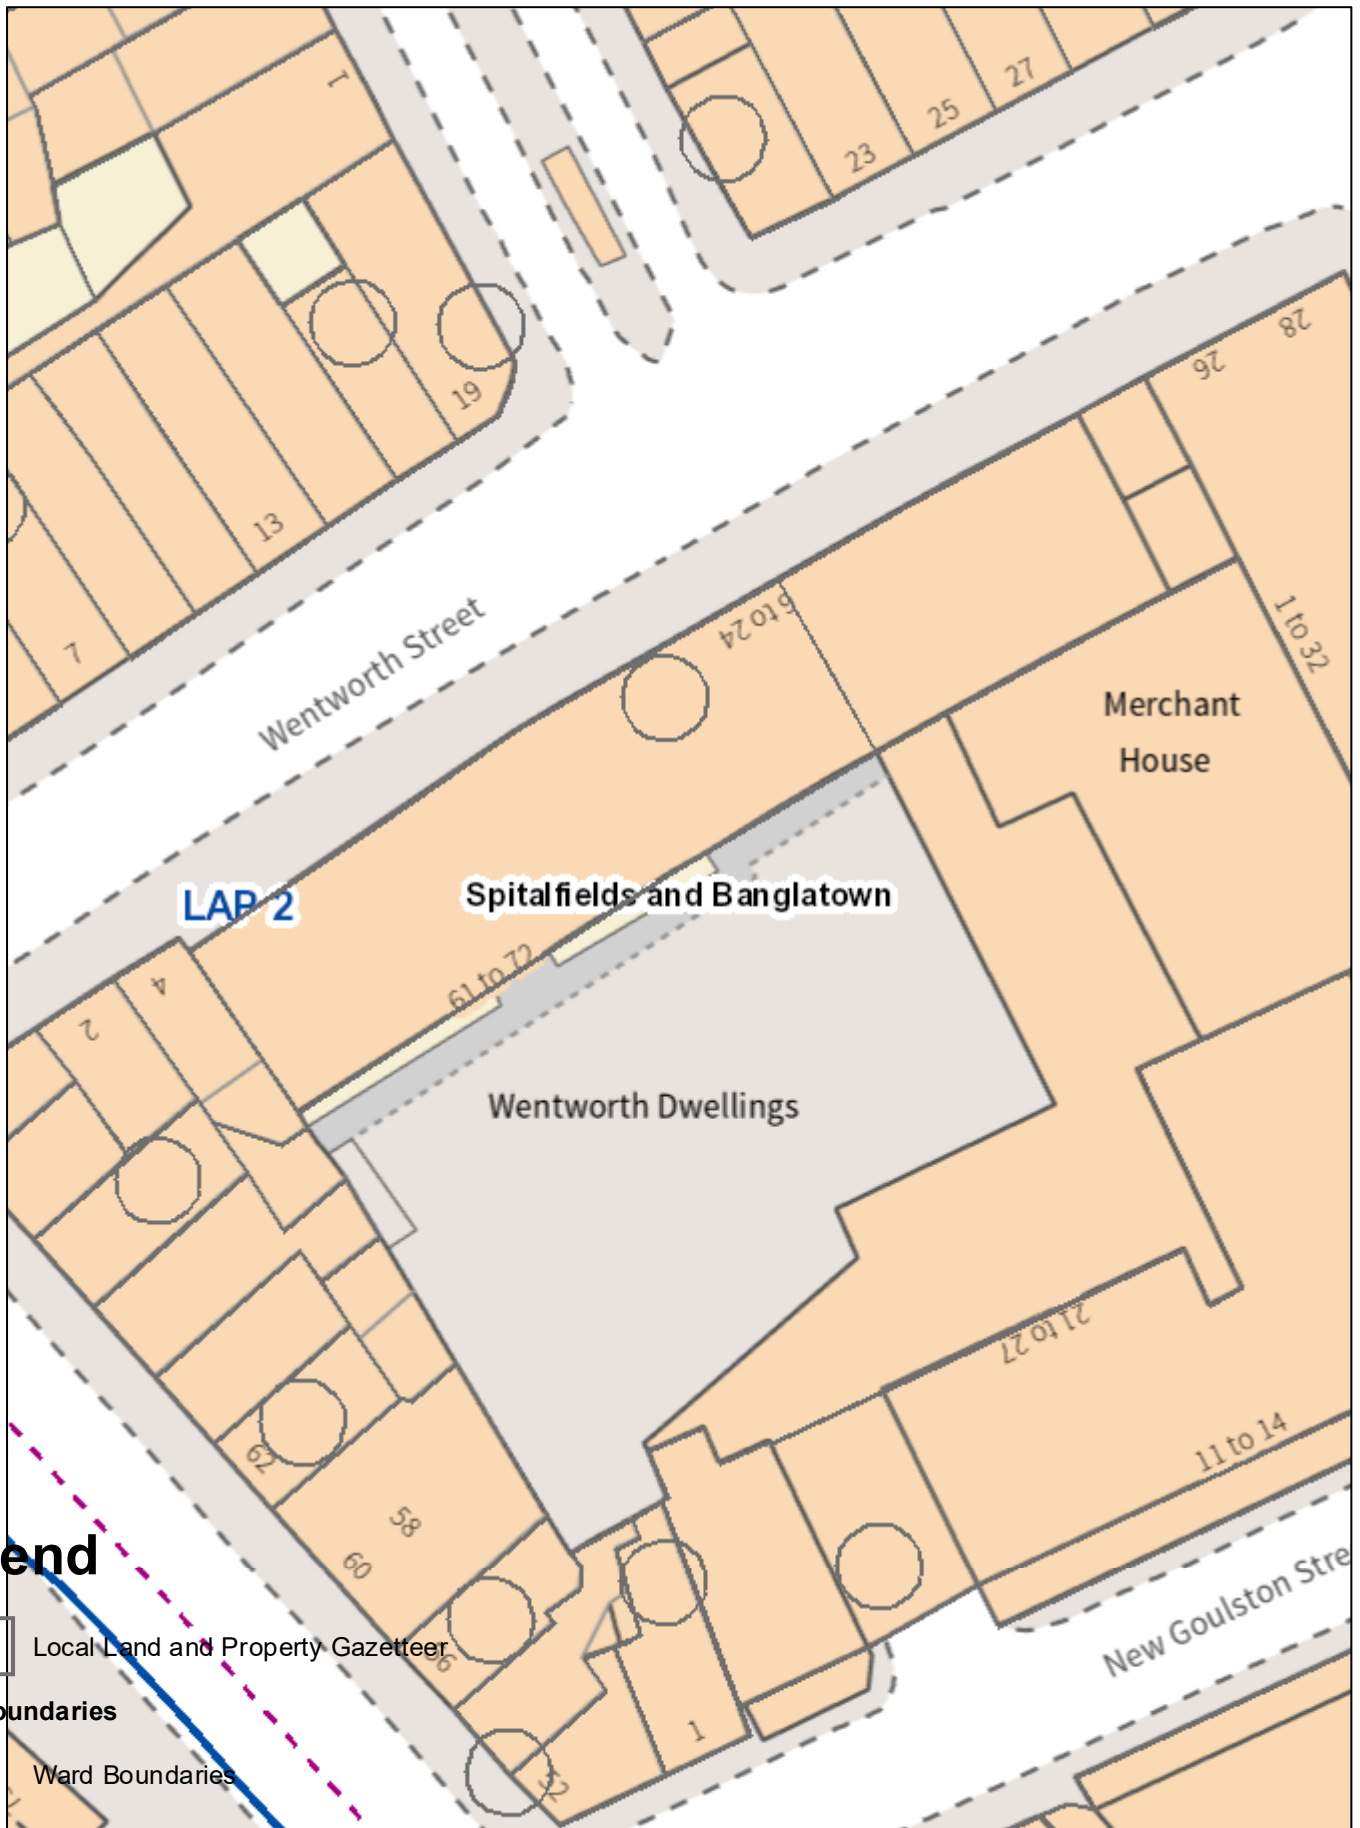 1
27
25
23
28
26
19
13
7
6 to 24
Wentworth Street
1 to 32
Merchant
House
LAP 2
Spitalfields and Banglatown
61 to 72
4
2
Wentworth Dwellings
21 to 27
11 to 14
62
58
60
end
New Goulston Stre
Local Land and Property Gazetteer
56
oundaries
1
Ward Boundaries
52